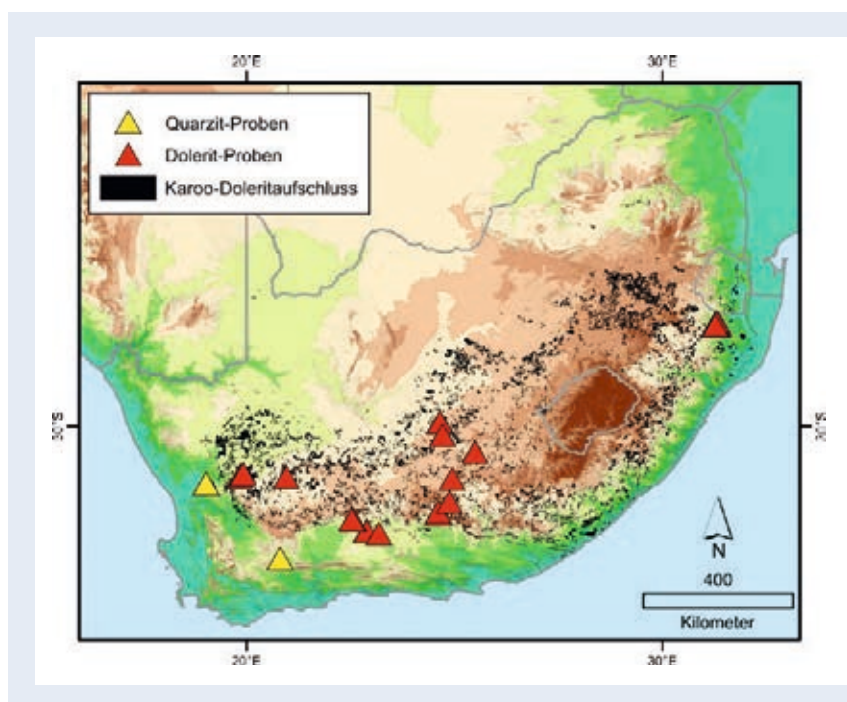 20°E 30°E
Quarzit-Proben
Dolerit-Proben
Karoo-Doleritaufschluss
30°S 30°S
N
400
Kilometer
20°E 30°E